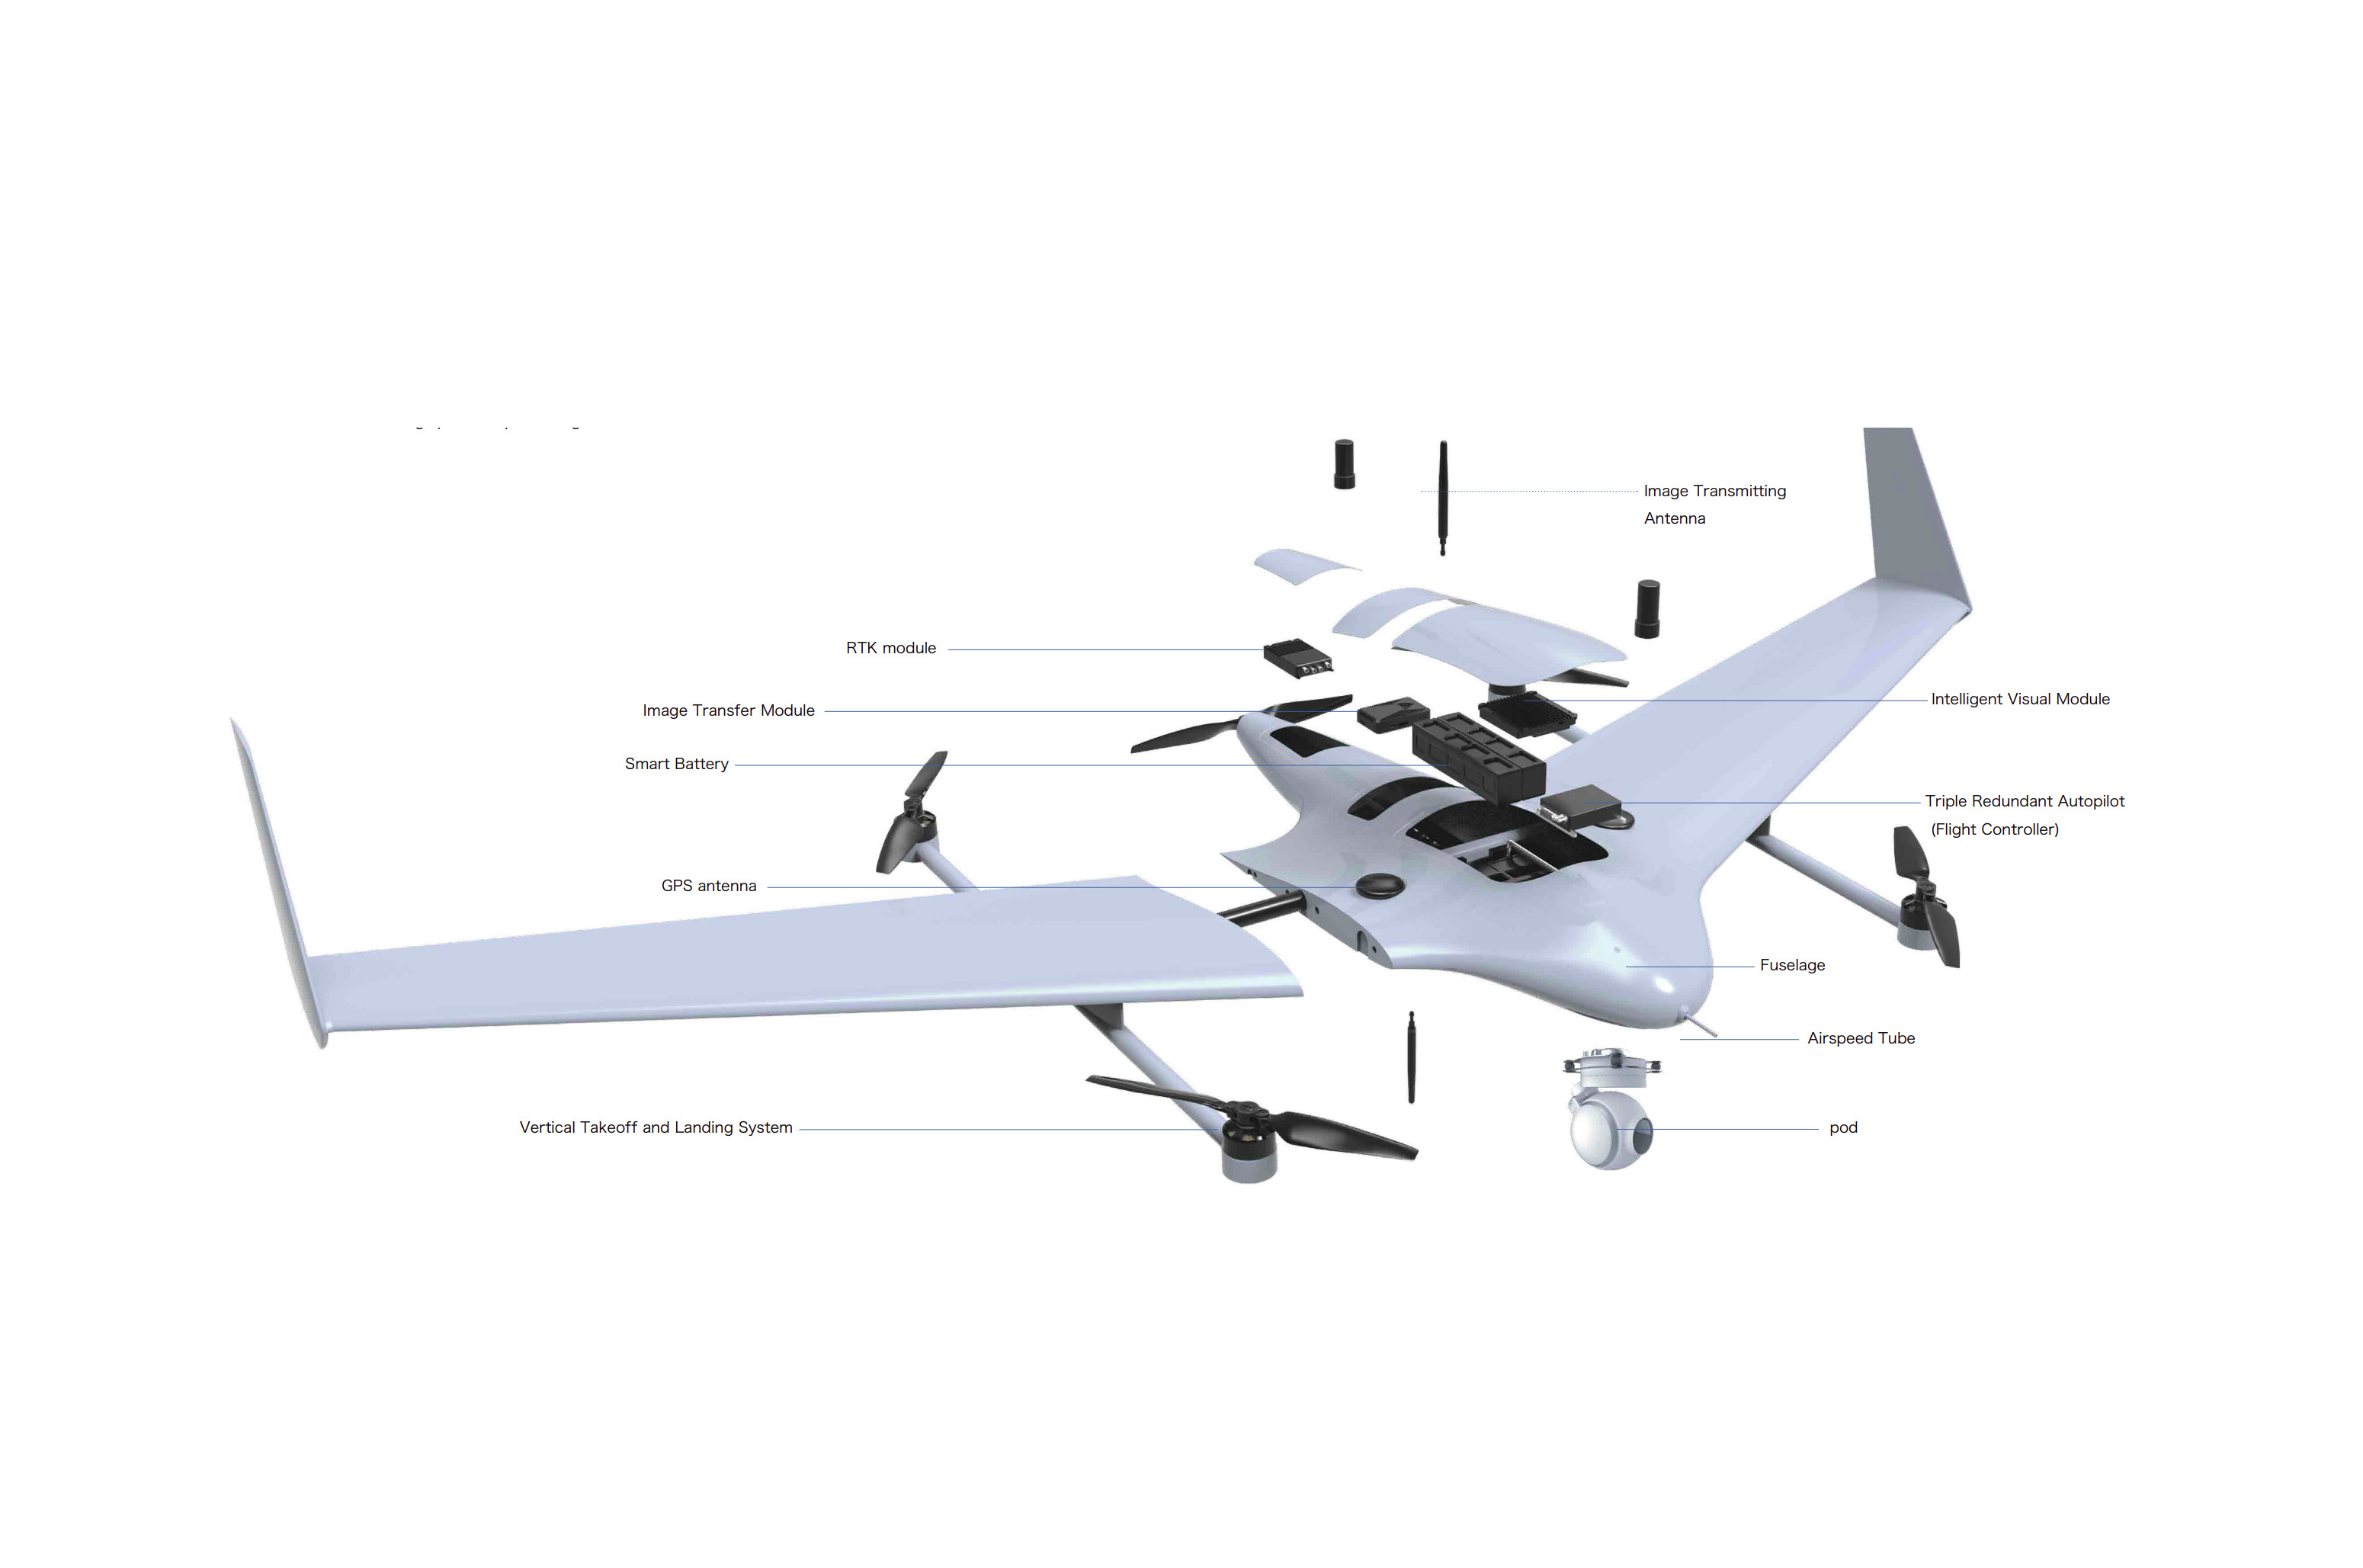 Image Transmitting
Antenna
RTK module
Intelligent Visual Module
Image Transfer Module
Smart Battery
Triple Redundant Autopilot
(Flight Controller)
GPS antenna
Fuselage
Airspeed Tube
Vertical Takeoff and Landing System
pod